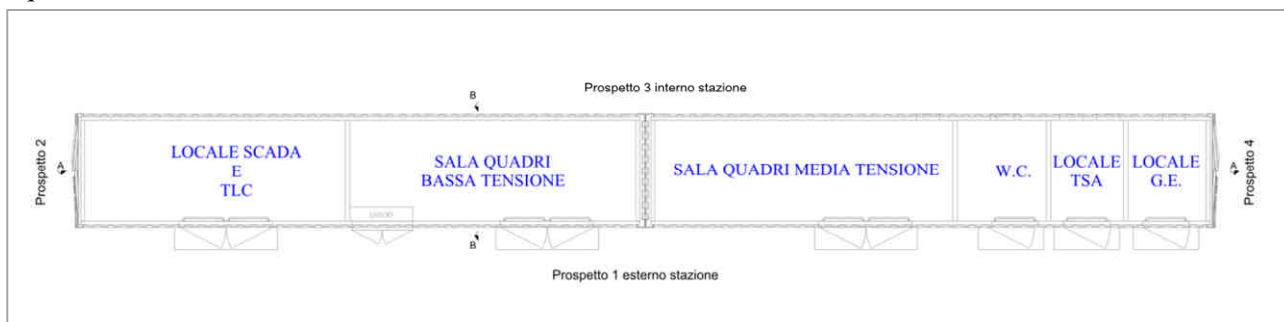 B
Prospetto 3 interno stazione
Prospetto 2
A
LOCALE SCADA
E
TLC
SALA QUADRI
BASSA TENSIONE
SALA QUADRI MEDIA TENSIONE
W.C.
LOCALE
TSA
LOCALE
G.E.
A
Prospetto 4
B
Prospetto 1 esterno stazione